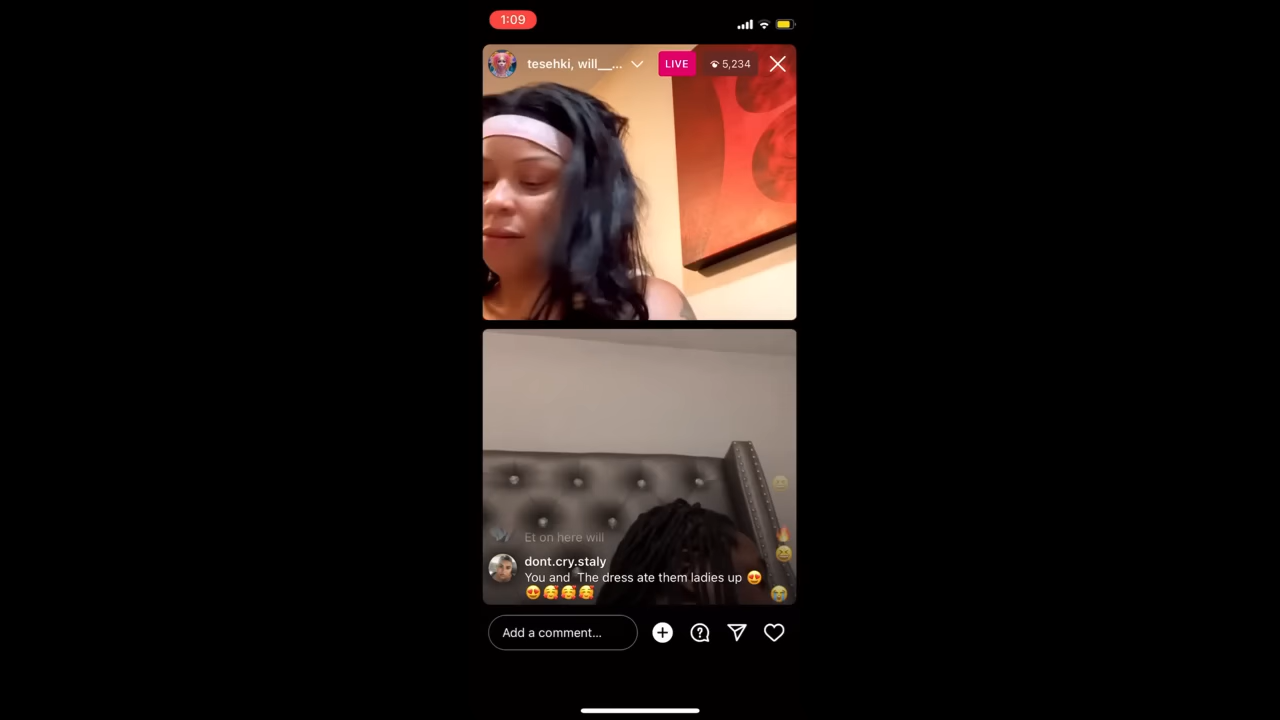 1:09
tesehki, will__...
LIVE
5,234
Et on here will
dont.cry.staly
You and The dress ate them ladies up 😍
😍🥰🥰🥰
Add a comment...